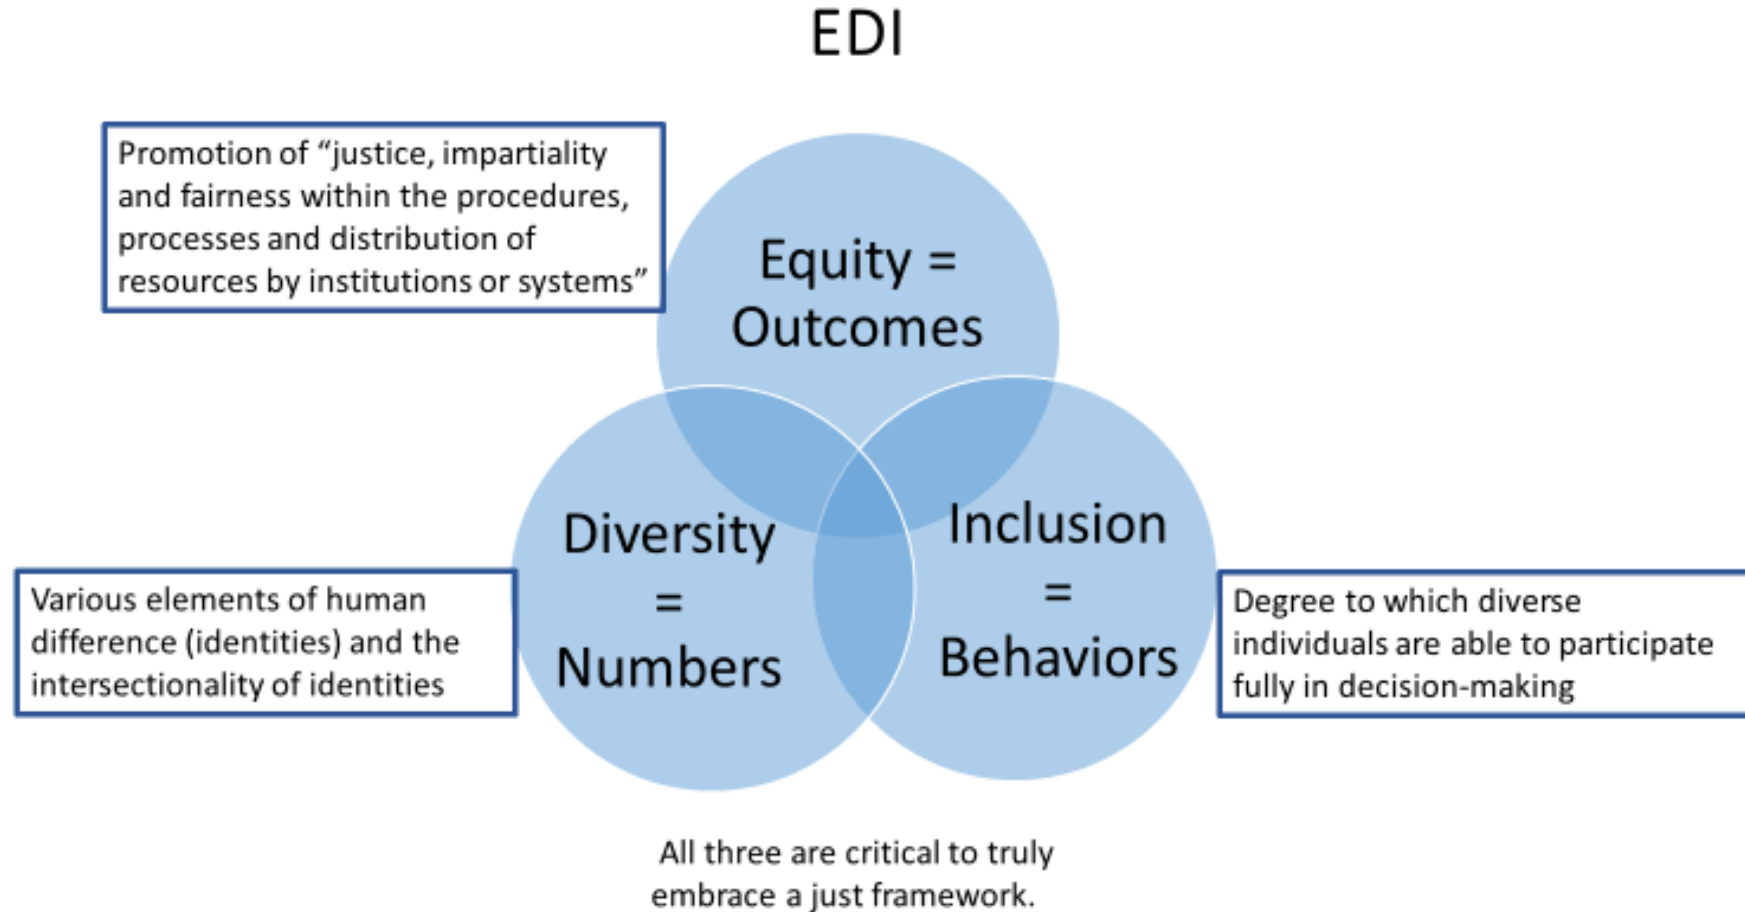 EDI
Promotion of “justice, impartiality
and fairness within the procedures,
processes and distribution of
resources by institutions or systems”
Equity =
Outcomes
Diversity
=
Numbers
Inclusion
=
Behaviors
Various elements of human
difference (identities) and the
intersectionality of identities
Degree to which diverse
individuals are able to participate
fully in decision-making
All three are critical to truly
embrace a just framework.